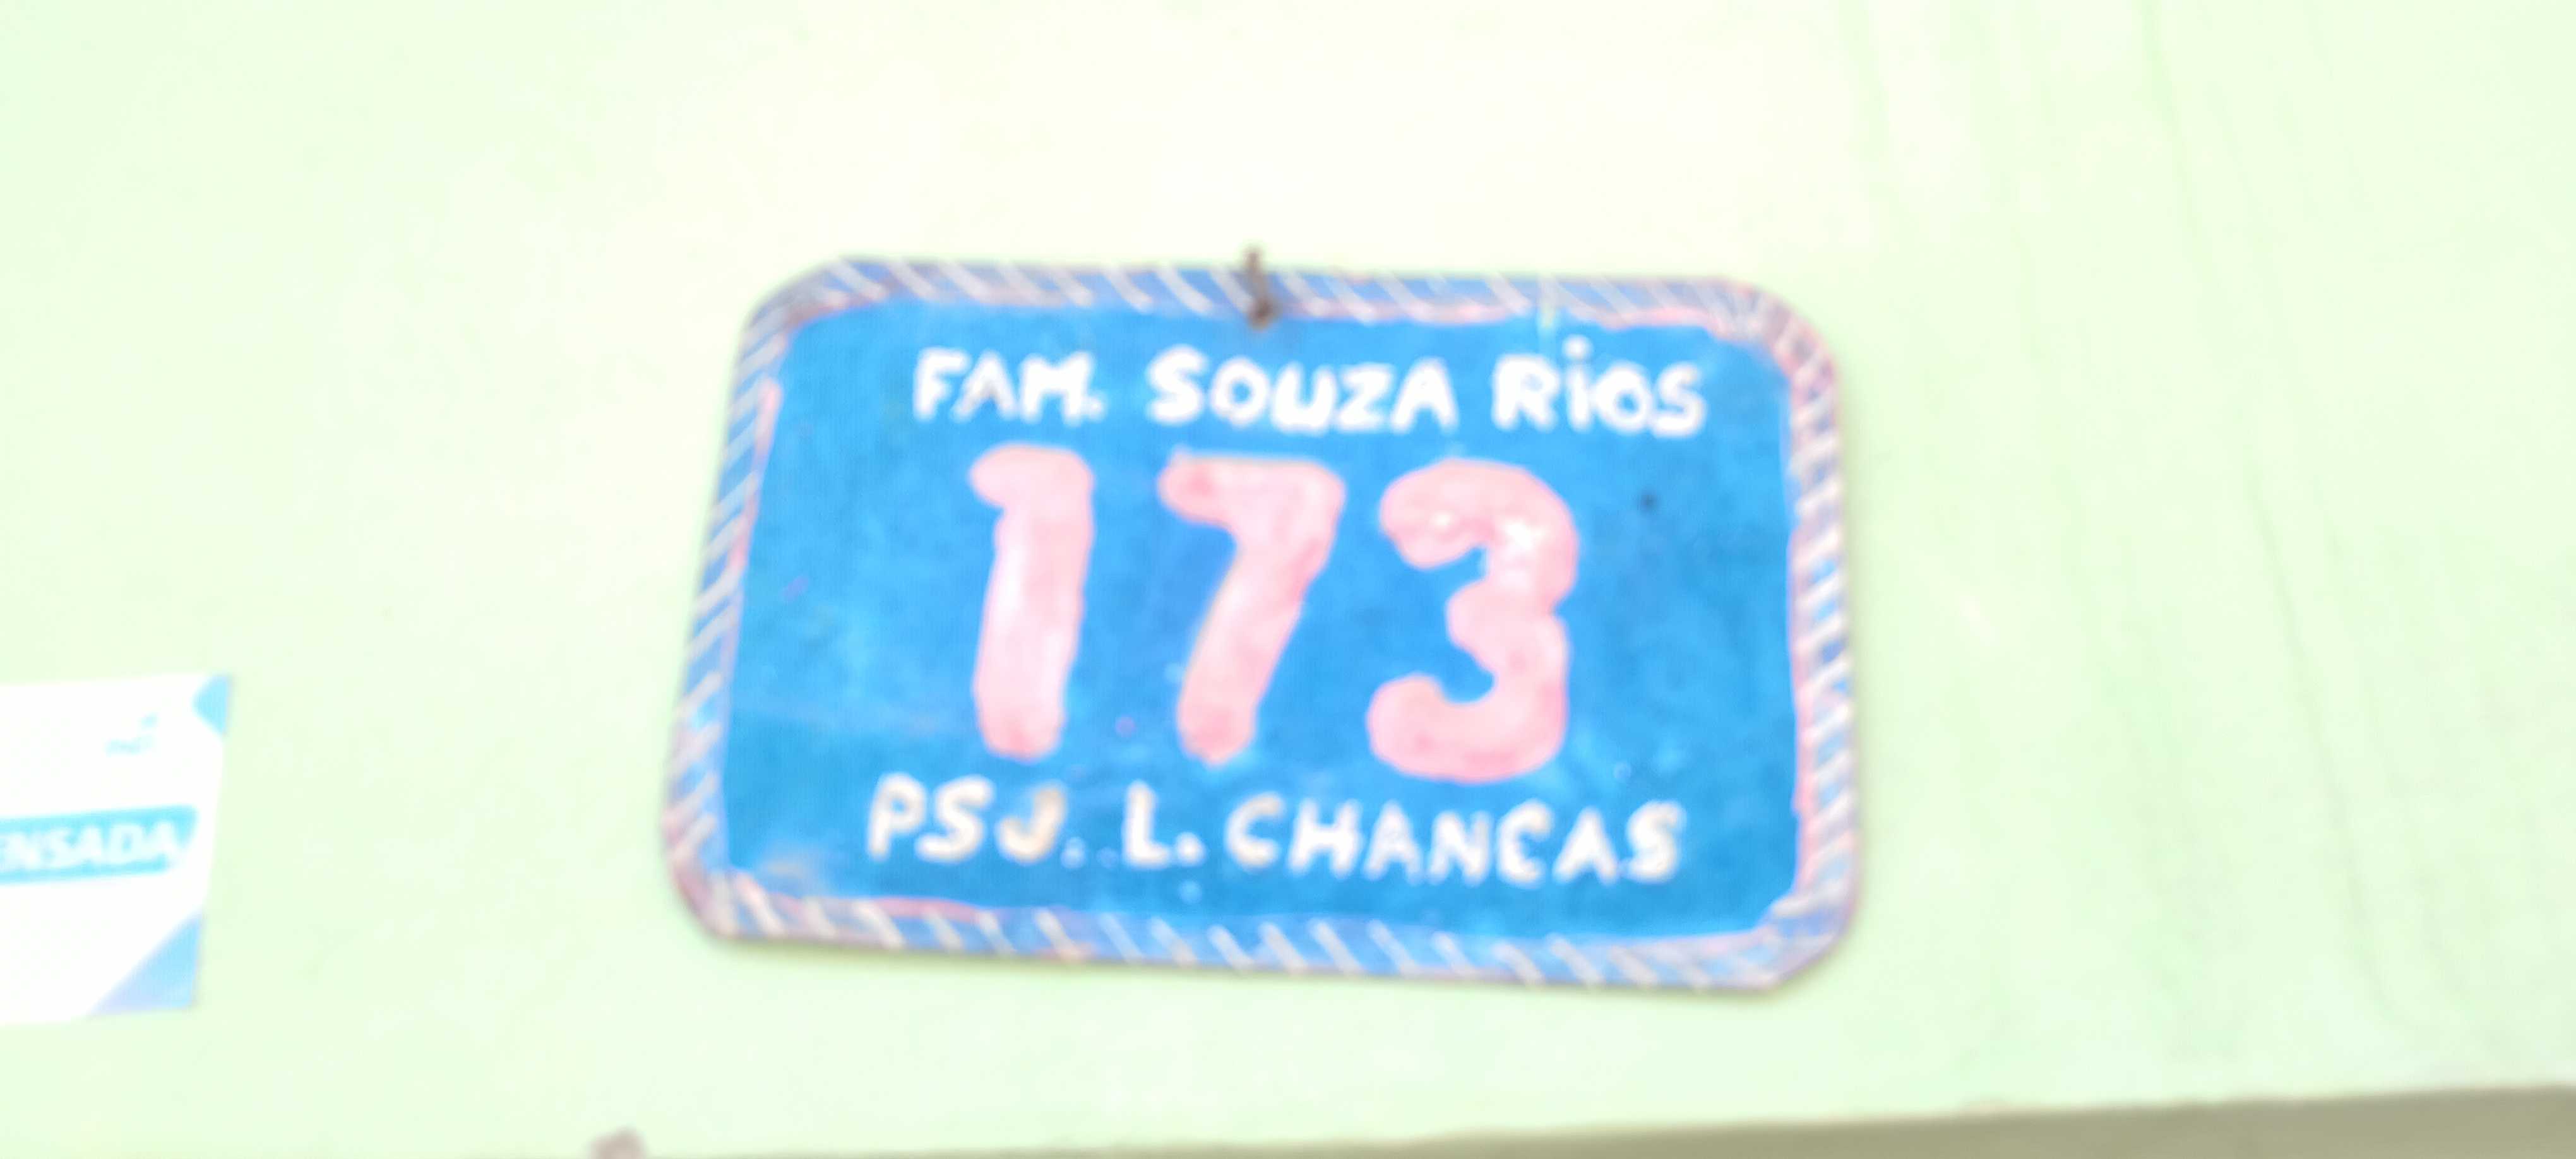 FAM. SOUZA RIOS
173
PSJ. L. CHANCAS
ENSADA